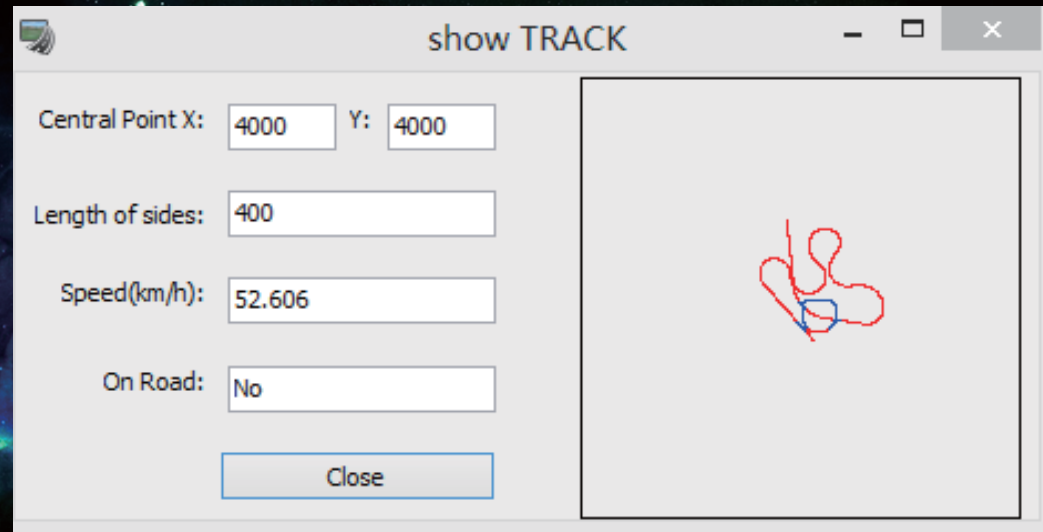 show TRACK
Central Point X: 4000 Y: 4000
Length of sides: 400
Speed(km/h): 52.606
On Road: No
Close